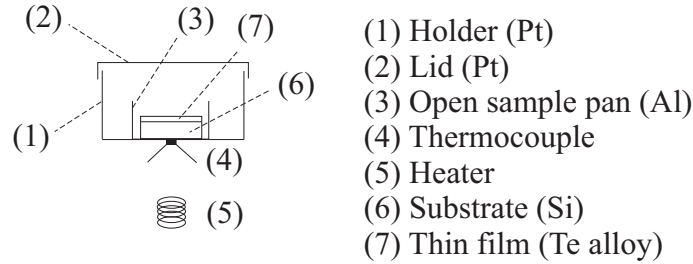 (2) (3) (7)
(6)
(1)
(4)
(5)
(1) Holder (Pt)
(2) Lid (Pt)
(3) Open sample pan (Al)
(4) Thermocouple
(5) Heater
(6) Substrate (Si)
(7) Thin film (Te alloy)